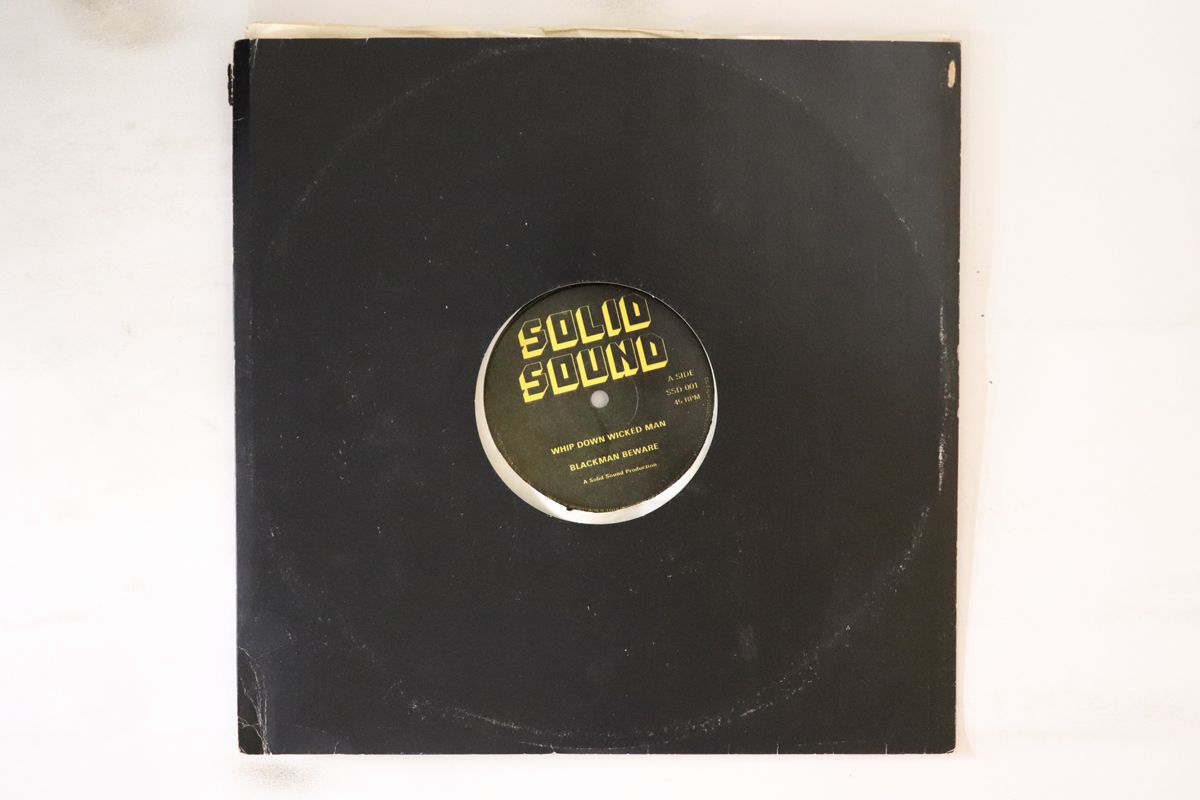 SOLID
SOUND
A SIDE
SSD 001
45 RPM
WHIP DOWN WICKED MAN
BLACKMAN BEWARE
A Solid Sound Production